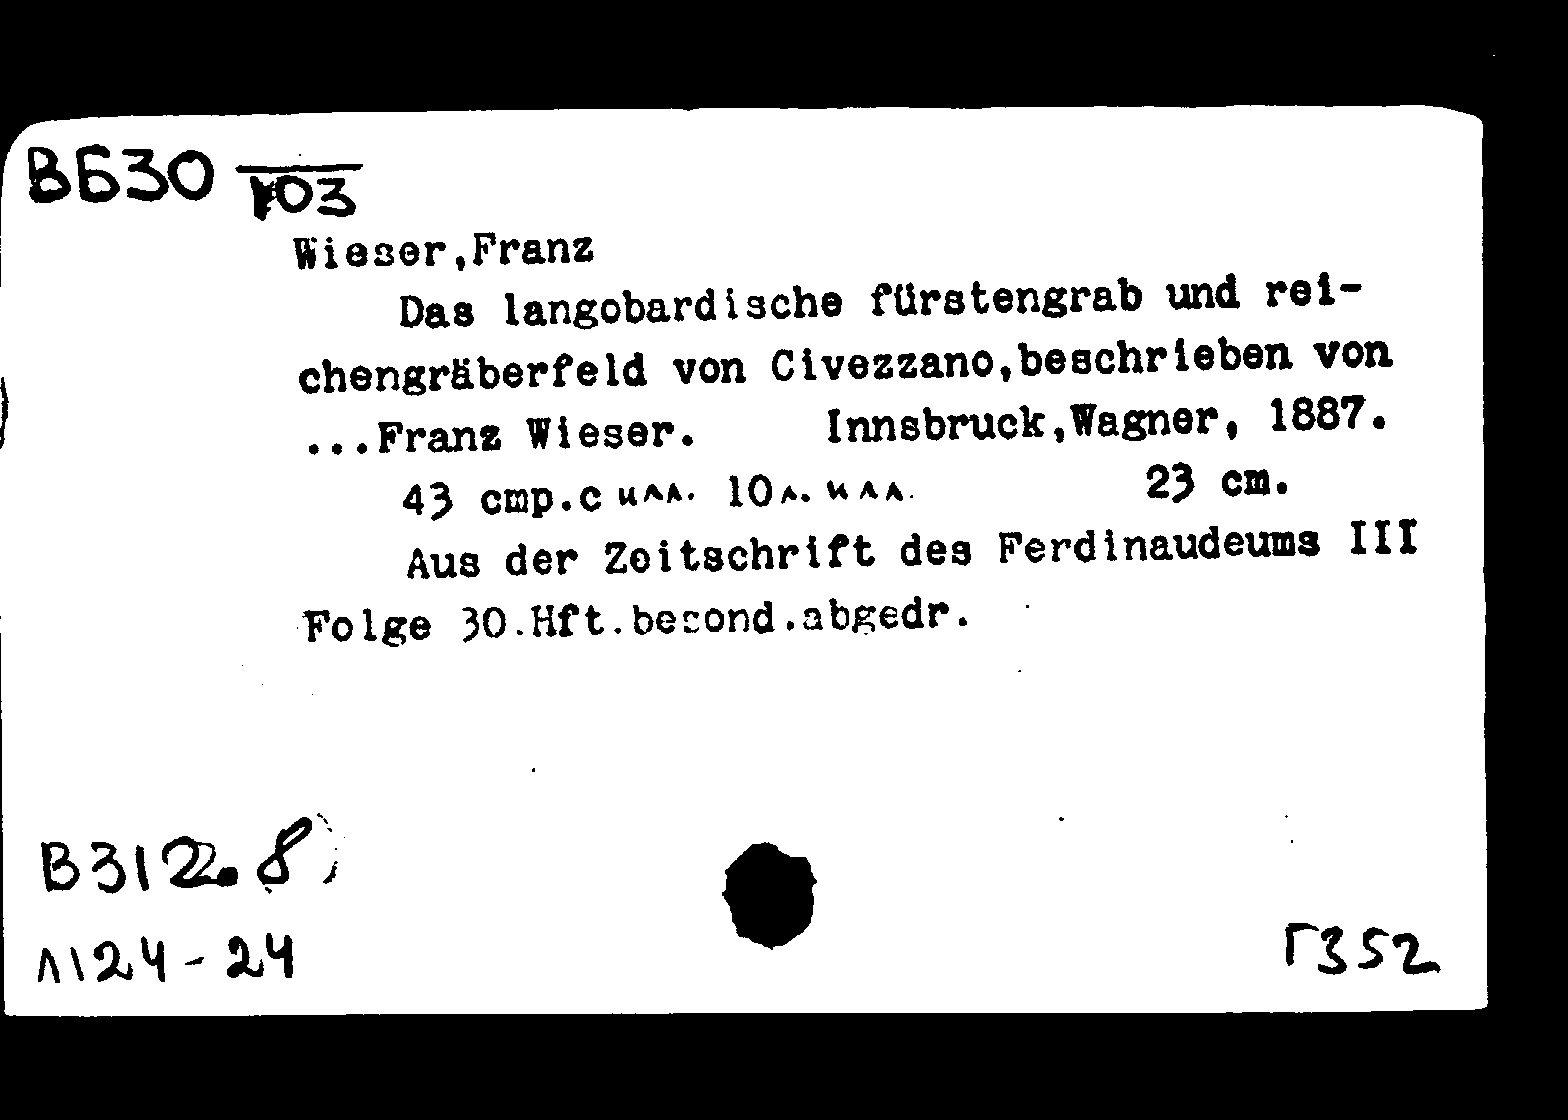 ВБ30 103
Wieser,Franz
Das langobardische fürstengrab und rei-
chengräberfeld von Civezzano,beschrieben von
...Franz Wieser. Innsbruck,Wagner, 1887.
43 cmp.c илл. 10л. илл. 23 cm.
Aus der Zeitschrift des Ferdinaudeums III
Folge 30.Hft.besond.abgedr.
В312.8
Л124-24
Г352